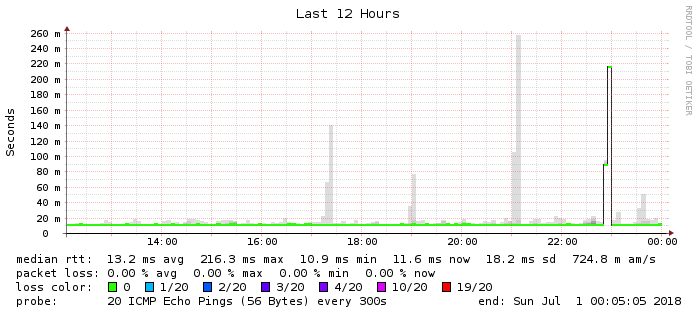 Last 12 Hours
RRDTOOL / TOBI OETIKER
Seconds
260 m
240 m
220 m
200 m
180 m
160 m
140 m
120 m
100 m
80 m
60 m
40 m
20 m
0
14:00 16:00 18:00 20:00 22:00 00:00
median rtt: 13.2 ms avg 216.3 ms max 10.9 ms min 11.6 ms now 18.2 ms sd 724.8 m am/s
packet loss: 0.00 % avg 0.00 % max 0.00 % min 0.00 % now
loss color: 0 1/20 2/20 3/20 4/20 10/20 19/20
probe: 20 ICMP Echo Pings (56 Bytes) every 300s end: Sun Jul 1 00:05:05 2018